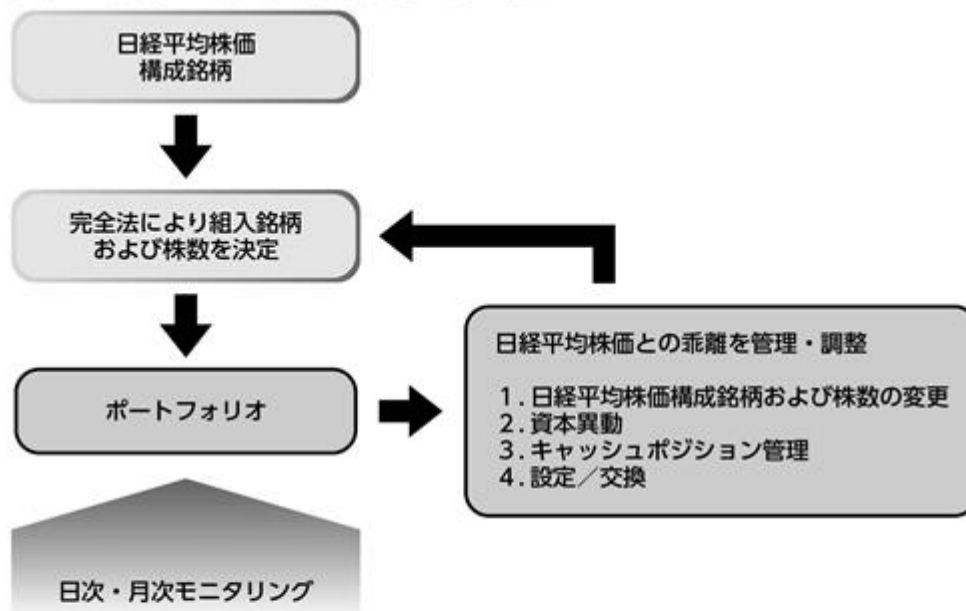 日経平均株価
構成銘柄
完全法により組入銘柄
および株数を決定
ポートフォリオ
日経平均株価との乖離を管理・調整
1.日経平均株価構成銘柄および株数の変更
2.資本異動
3.キャッシュポジション管理
4.設定／交換
日次・月次モニタリング